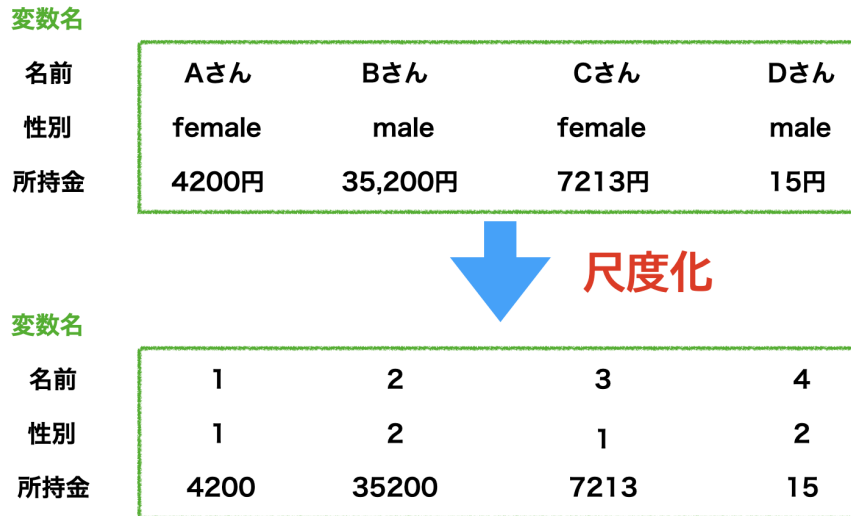 変数名
名前 Aさん Bさん Cさん Dさん
性別 female male female male
所持金 4200円 35,200円 7213円 15円
尺度化
変数名
名前 1 2 3 4
性別 1 2 1 2
所持金 4200 35200 7213 15